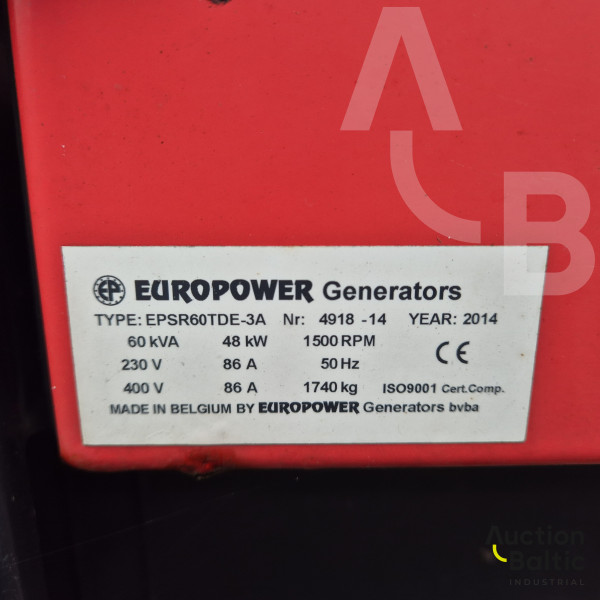 AB
EP EUROPOWER Generators
TYPE: EPSR60TDE-3A Nr: 4918 -14 YEAR: 2014
60 kVA 48 kW 1500 RPM
230 V 86 A 50 Hz CE
400 V 86 A 1740 kg ISO9001 Cert.Comp.
MADE IN BELGIUM BY EUROPOWER Generators bvba
Auction
Baltic
INDUSTRIAL